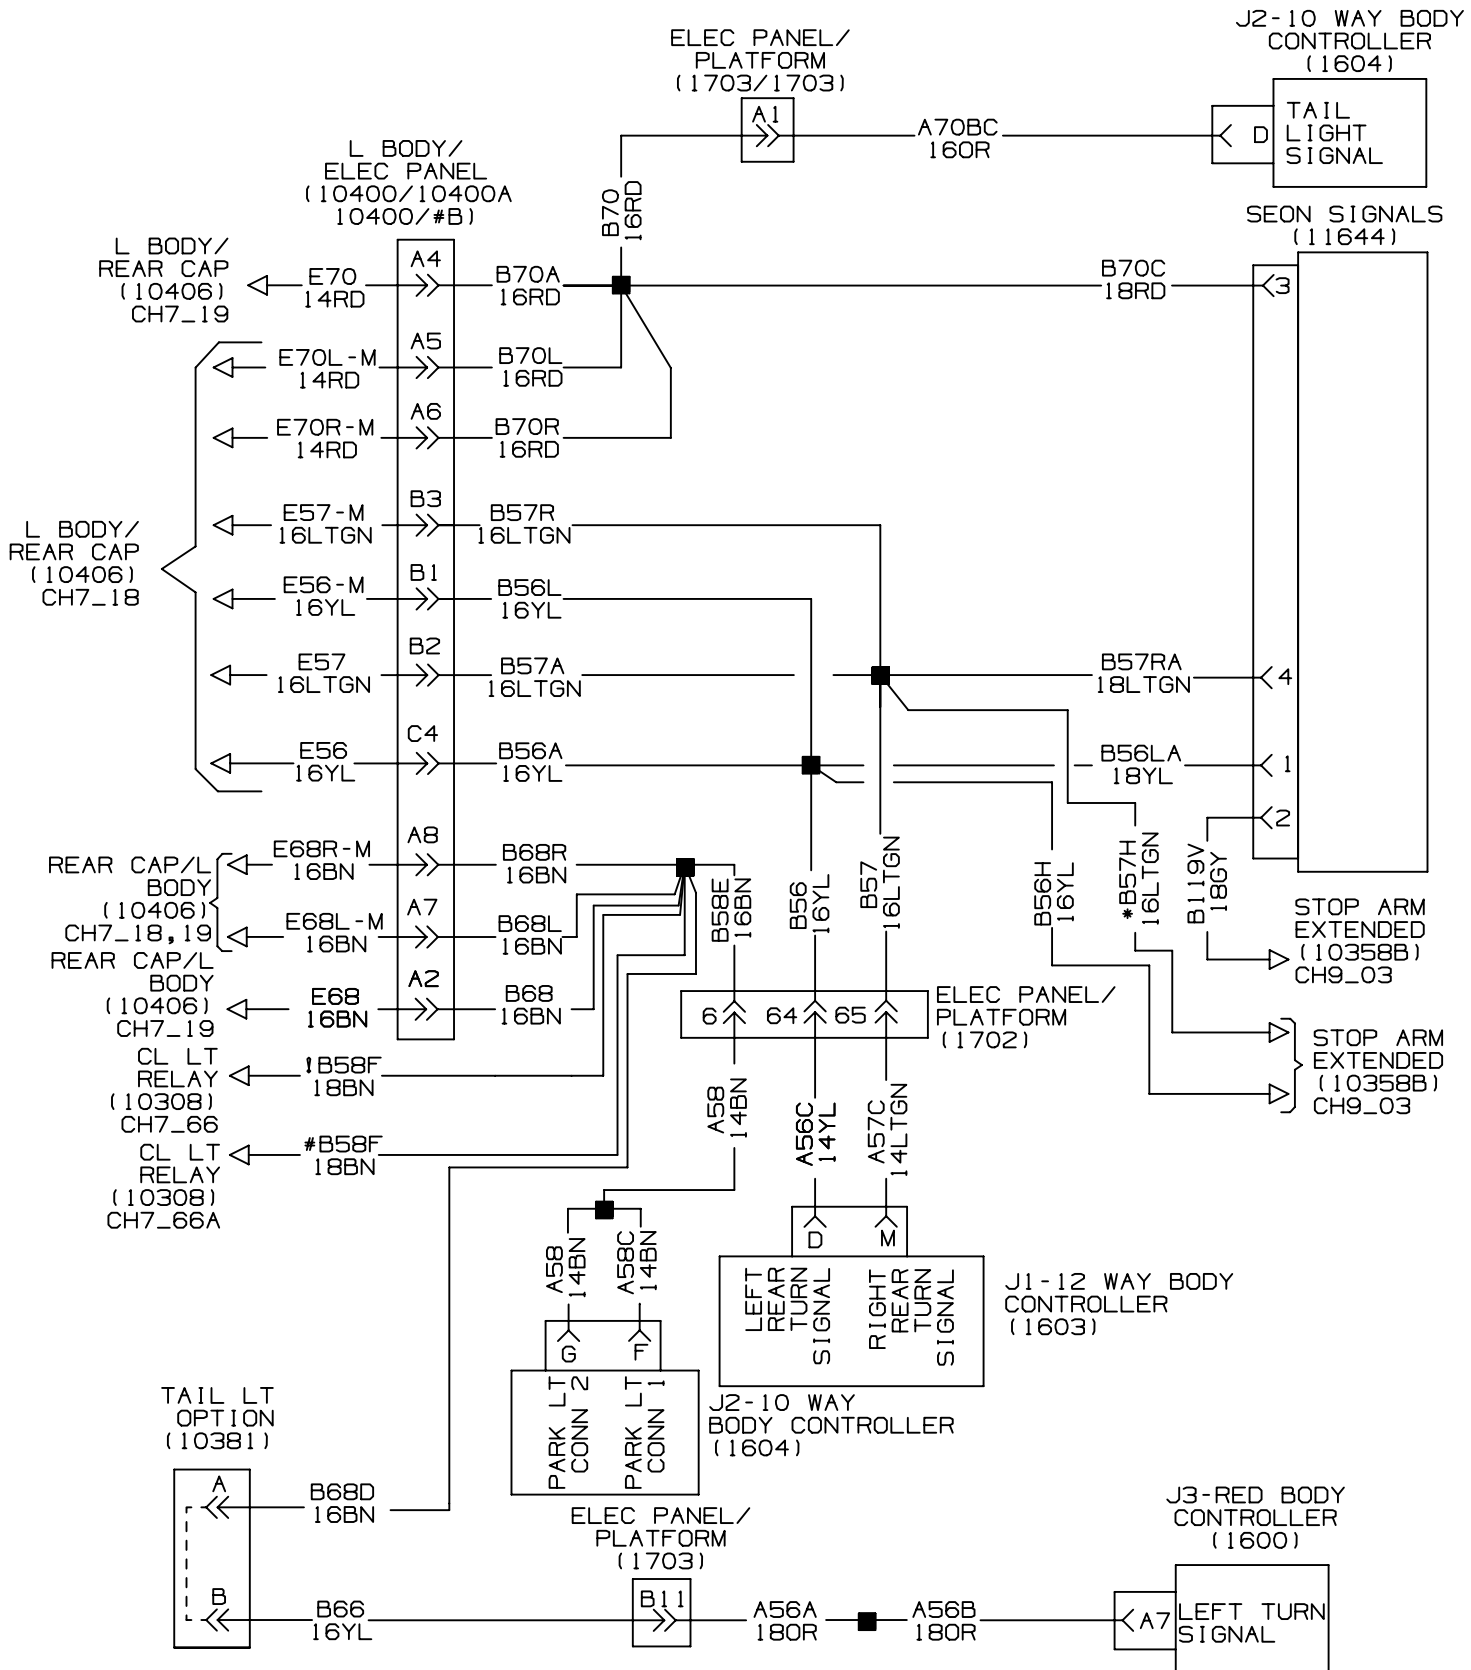 J2-10 WAY BODY
CONTROLLER
(1604)
TAIL
LIGHT
SIGNAL
D
ELEC PANEL/
PLATFORM
(1703/1703)
A1
A70BC
16OR
L BODY/
ELEC PANEL
(10400/10400A
10400/#B)
B70
16RD
SEON SIGNALS
(11644)
L BODY/
REAR CAP
(10406)
CH7_19
E70
14RD
A4
B70A
16RD
B70C
18RD
3
E70L-M
14RD
A5
B70L
16RD
E70R-M
14RD
A6
B70R
16RD
L BODY/
REAR CAP
(10406)
CH7_18
E57-M
16LTGN
B3
B57R
16LTGN
E56-M
16YL
B1
B56L
16YL
E57
16LTGN
B2
B57A
16LTGN
B57RA
18LTGN
4
E56
16YL
C4
B56A
16YL
B56LA
18YL
1
2
REAR CAP/L
BODY
(10406)
CH7_18,19
E68R-M
16BN
A8
B68R
16BN
E68L-M
16BN
A7
B68L
16BN
B58E
16BN
B56
16YL
B57
16LTGN
B56H
16YL
*B57H
16LTGN
B119V
18GY
STOP ARM
EXTENDED
(10358B)
CH9_03
REAR CAP/L
BODY
(10406)
CH7_19
E68
16BN
A2
B68
16BN
6
64
65
ELEC PANEL/
PLATFORM
(1702)
STOP ARM
EXTENDED
(10358B)
CH9_03
CL LT
RELAY
(10308)
CH7_66
!B58F
18BN
CL LT
RELAY
(10308)
CH7_66A
#B58F
18BN
A58
14BN
A56C
14YL
A57C
14LTGN
A58
14BN
A58C
14BN
D
M
LEFT
REAR
TURN
SIGNAL
RIGHT
REAR
TURN
SIGNAL
J1-12 WAY BODY
CONTROLLER
(1603)
G
F
PARK LT
CONN 2
PARK LT
CONN 1
J2-10 WAY
BODY CONTROLLER
(1604)
TAIL LT
OPTION
(10381)
A
B68D
16BN
ELEC PANEL/
PLATFORM
(1703)
J3-RED BODY
CONTROLLER
(1600)
B
B66
16YL
B11
A56A
18OR
A56B
18OR
A7
LEFT TURN
SIGNAL